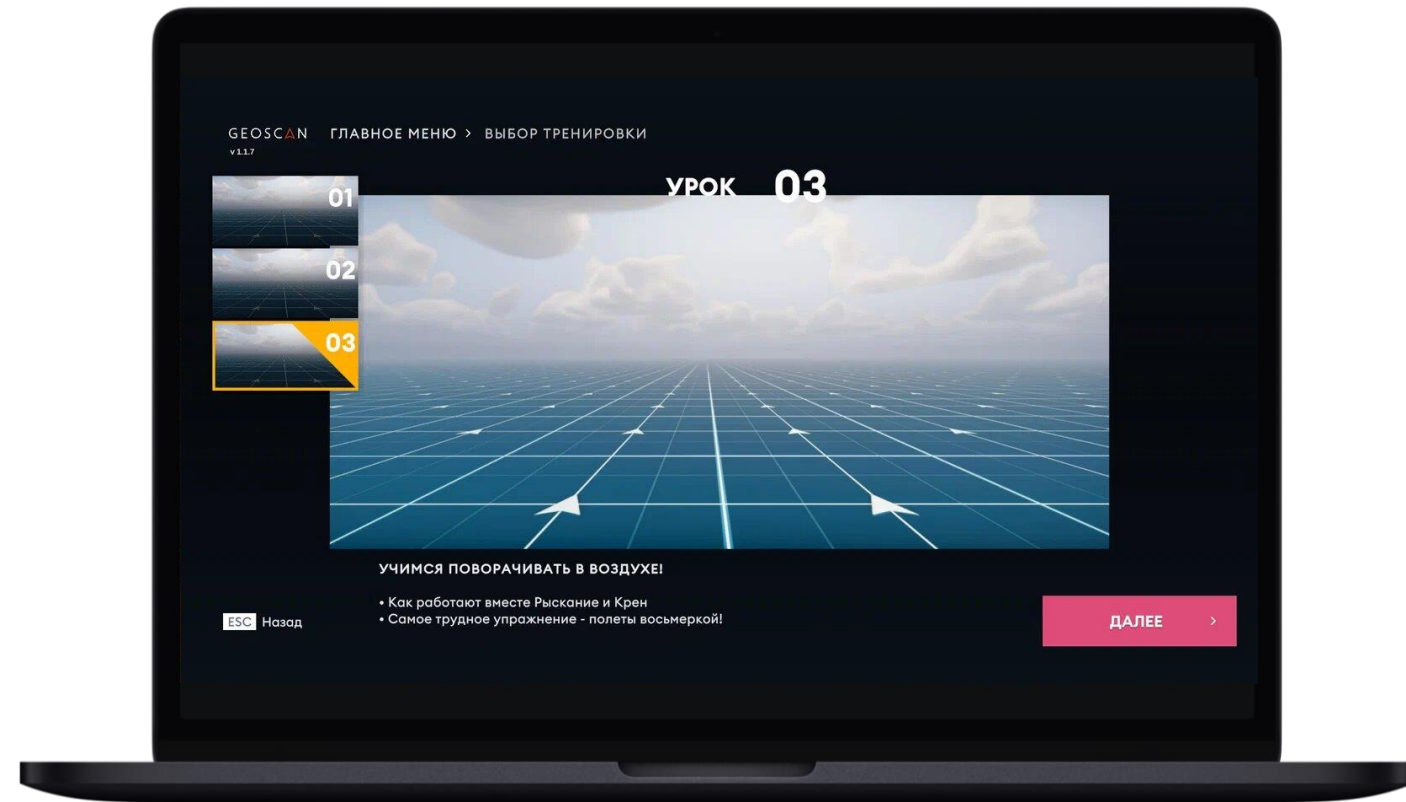 GEOSCAN ГЛАВНОЕ МЕНЮ > ВЫБОР ТРЕНИРОВКИ
v 1.1.7
УРОК 03
01
02
03
УЧИМСЯ ПОВОРАЧИВАТЬ В ВОЗДУХЕ!
• Как работают вместе Рыскание и Крен
• Самое трудное упражнение - полеты восьмеркой!
ESC Назад
ДАЛЕЕ >